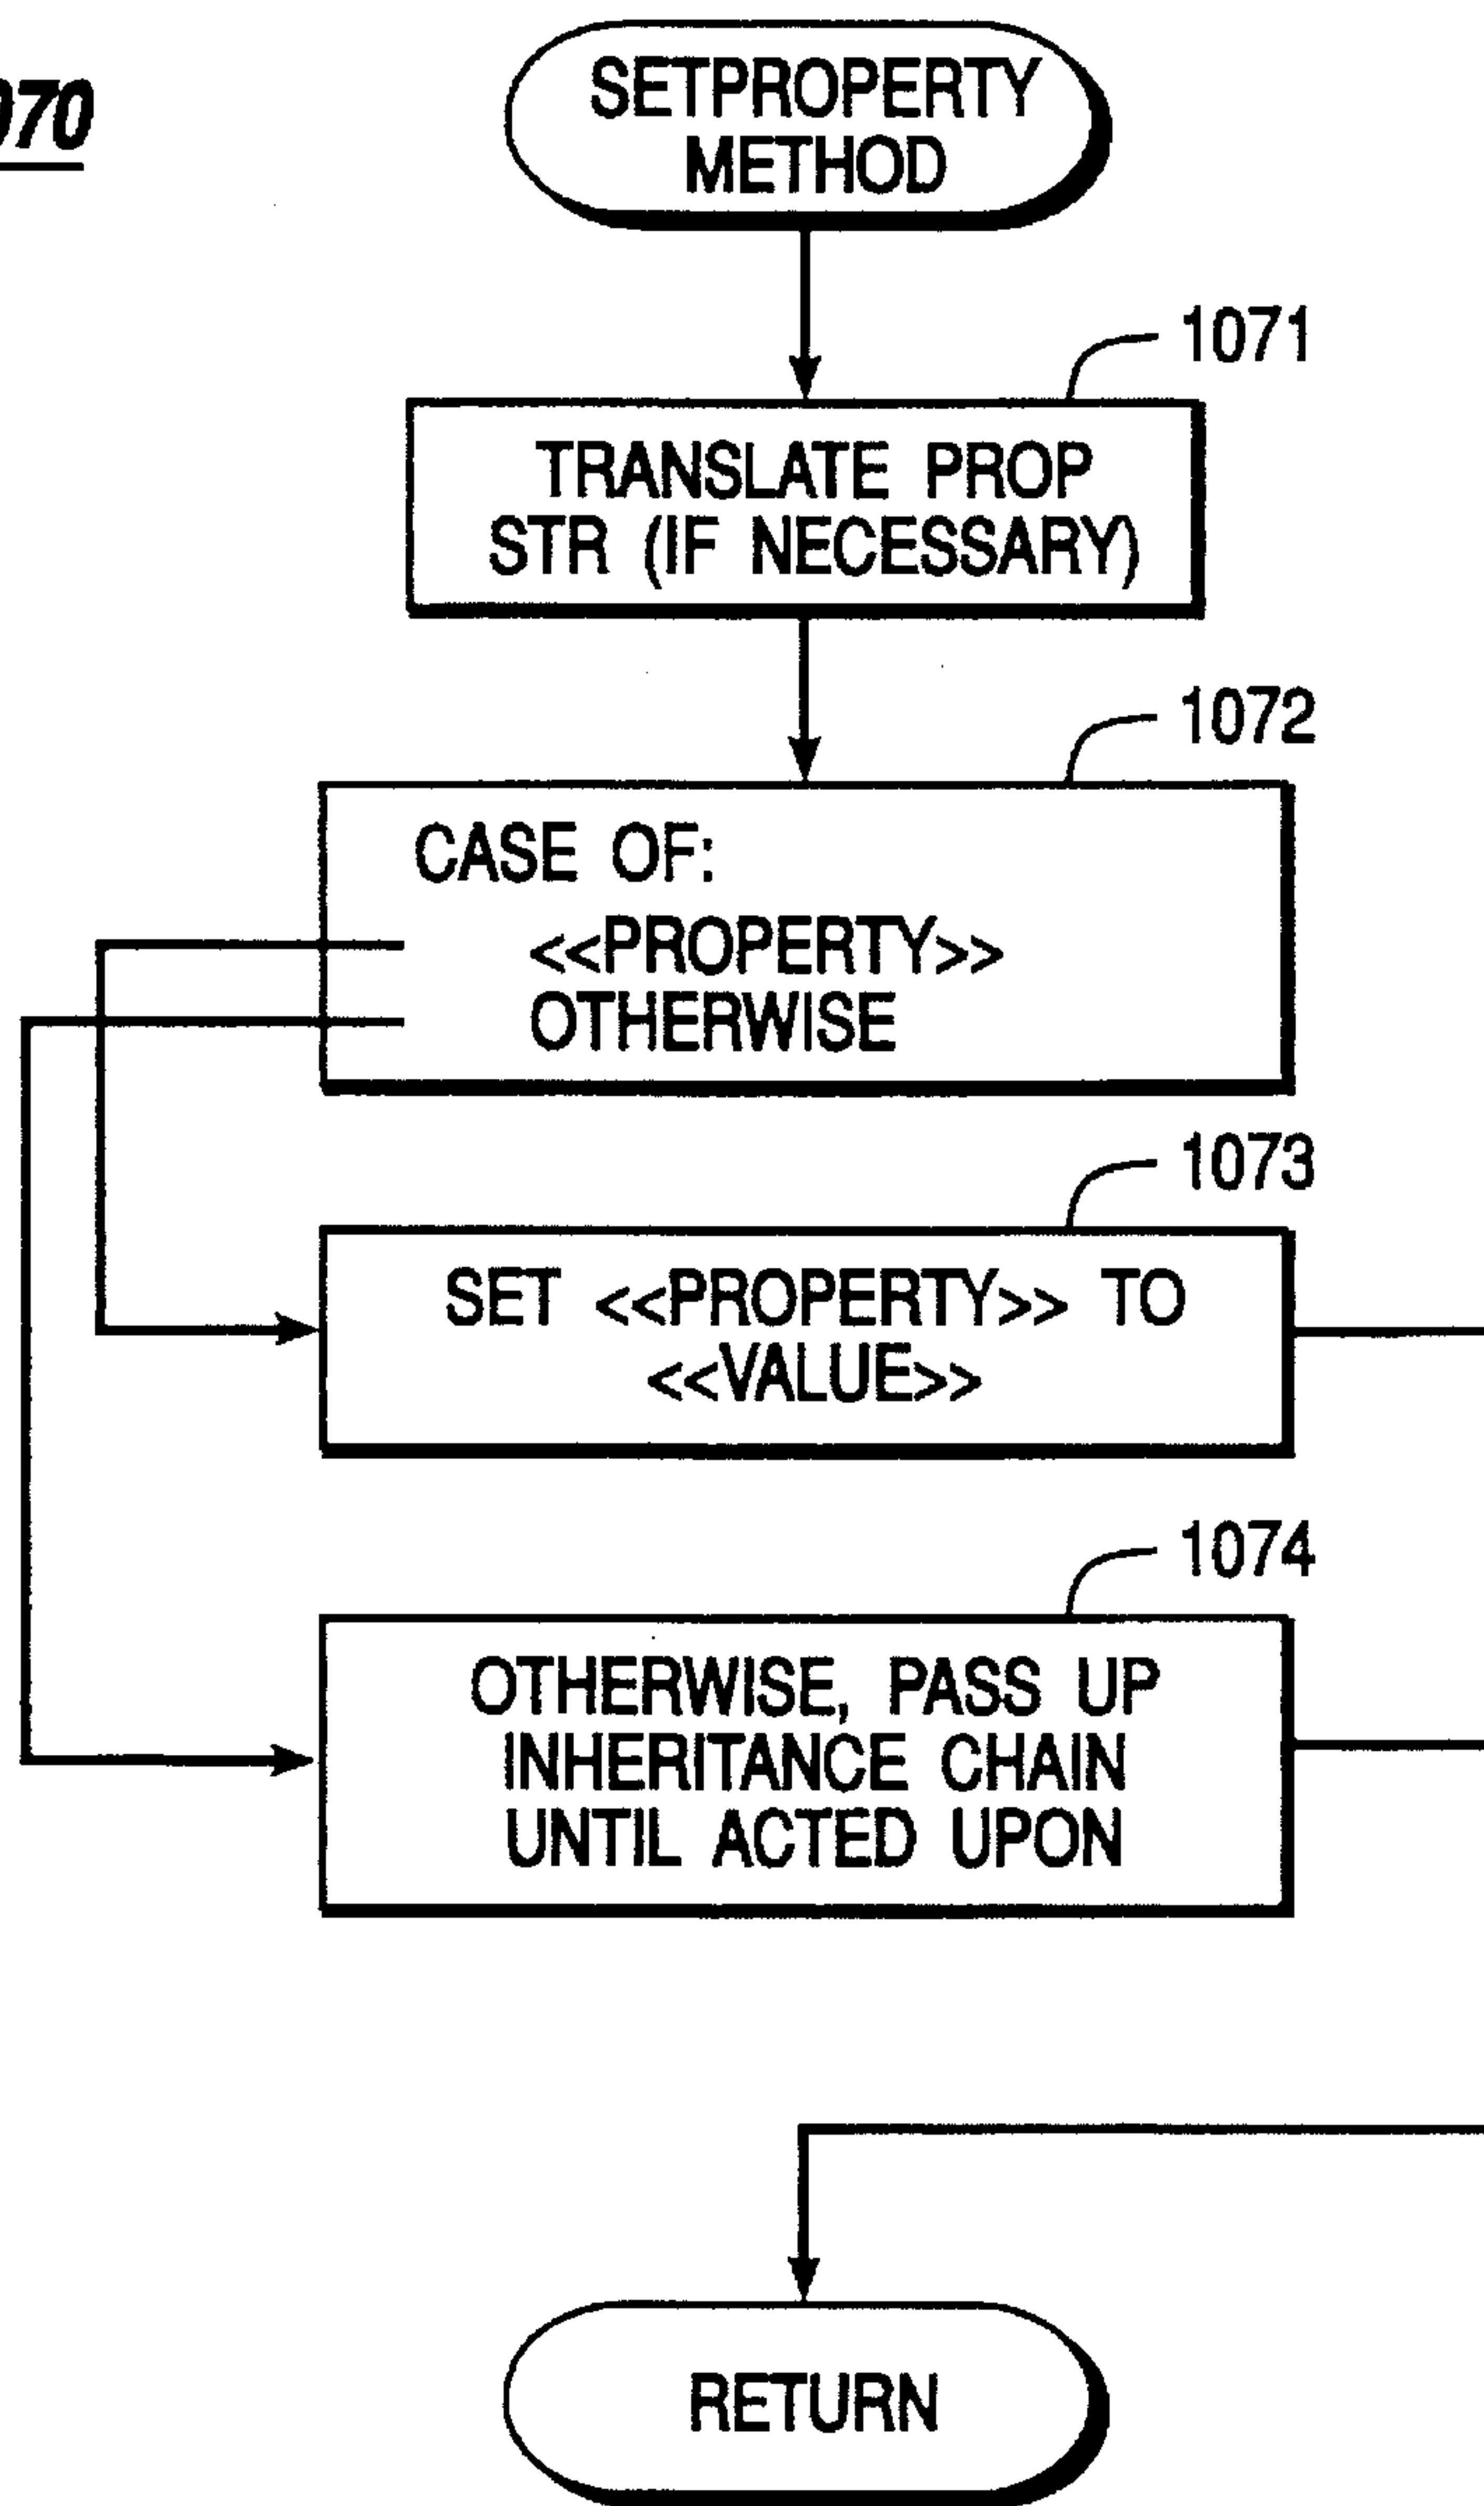 70
SETPROPERTY
METHOD
1071
TRANSLATE PROP
STR (IF NECESSARY)
1072
CASE OF:
<<PROPERTY>>
OTHERWISE
1073
SET <<PROPERTY>> TO
<<VALUE>>
1074
OTHERWISE, PASS UP
INHERITANCE CHAIN
UNTIL ACTED UPON
RETURN